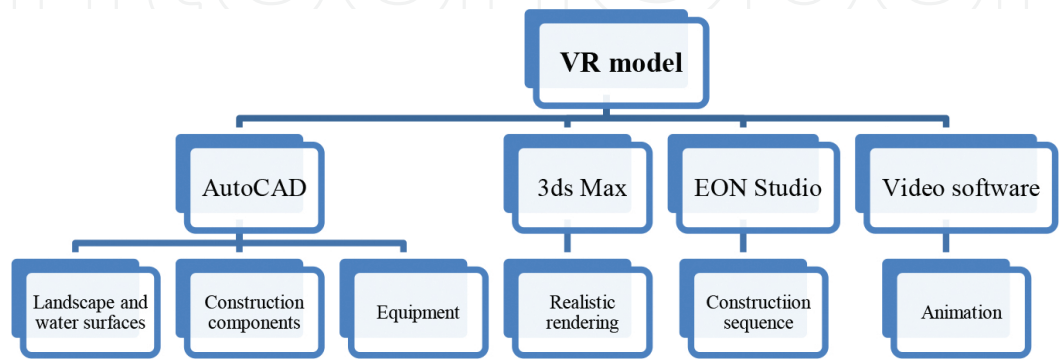 VR model
AutoCAD
3ds Max
EON Studio
Video software
Landscape and
water surfaces
Construction
components
Equipment
Realistic
rendering
Constructiion
sequence
Animation